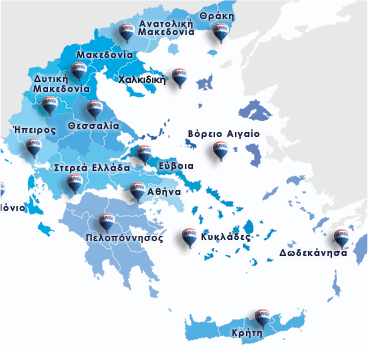 Θράκη
Ανατολική
Μακεδονία
Μακεδονία
Δυτική
Μακεδονία
Χαλκιδική
Θεσσαλία
Ήπειρος
Βόρειο Αιγαίο
Στερεά Ελλάδα
Εύβοια
Αθήνα
Ιόνιο
Πελοπόννησος
Κυκλάδες
Δωδεκάνησα
Κρήτη